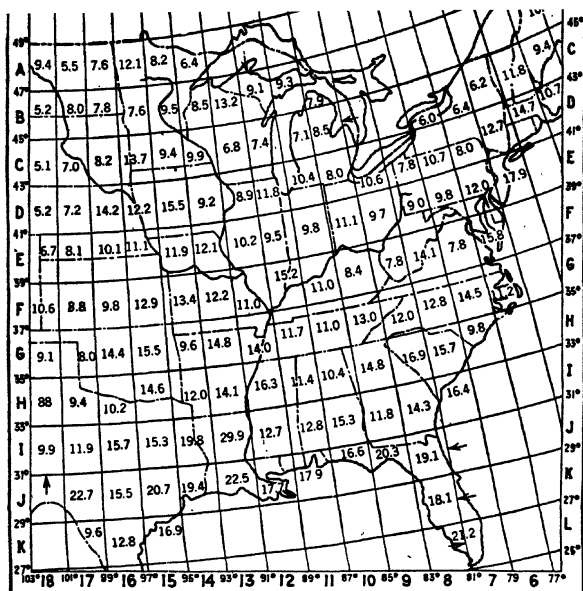 49° 45°
A 9.4 5.5 7.6 12.1 8.2 6.4 9.1 9.3 6.2 11.8 9.4 C
47° 43°
B 5.2 8.0 7.8 7.6 9.5 8.5 13.2 7.9 6.0 6.4 14.7 10.7 D
45° 41°
C 5.1 7.0 8.2 13.7 9.4 9.9 6.8 7.4 7.1 8.5 10.6 7.8 10.7 8.0 12.7 E
43° 39°
D 5.2 7.2 14.2 12.2 15.5 9.2 8.9 11.8 10.4 8.0 9.0 9.8 12.0 17.9 F
41° 37°
E 6.7 8.1 10.1 11.1 11.9 12.1 10.2 9.5 9.8 11.1 9.7 7.8 14.1 7.8 15.8 G
39° 35°
F 10.6 8.8 9.8 12.9 13.4 12.2 11.0 15.2 11.0 8.4 12.8 14.5 11.2 H
37° 33°
G 9.1 8.0 14.4 15.5 9.6 14.8 14.0 11.7 11.0 13.0 12.0 15.7 9.8 I
35°
H 88 9.4 10.2 14.6 12.0 14.1 16.3 11.4 10.4 14.8 16.9 16.4 J
33° 29°
I 9.9 11.9 15.7 15.3 19.8 29.9 12.7 12.8 15.3 11.8 14.3 K
31° 27°
J 22.7 15.5 20.7 19.4 22.5 17.7 17.9 16.6 20.3 19.1 L
29° 25°
K 9.6 12.8 16.9 18.1 21.2
27°
103° 18 101° 17 99° 16 97° 15 95° 14 93° 13 91° 12 89° 11 87° 10 85° 9 83° 8 81° 7 79 6 77°